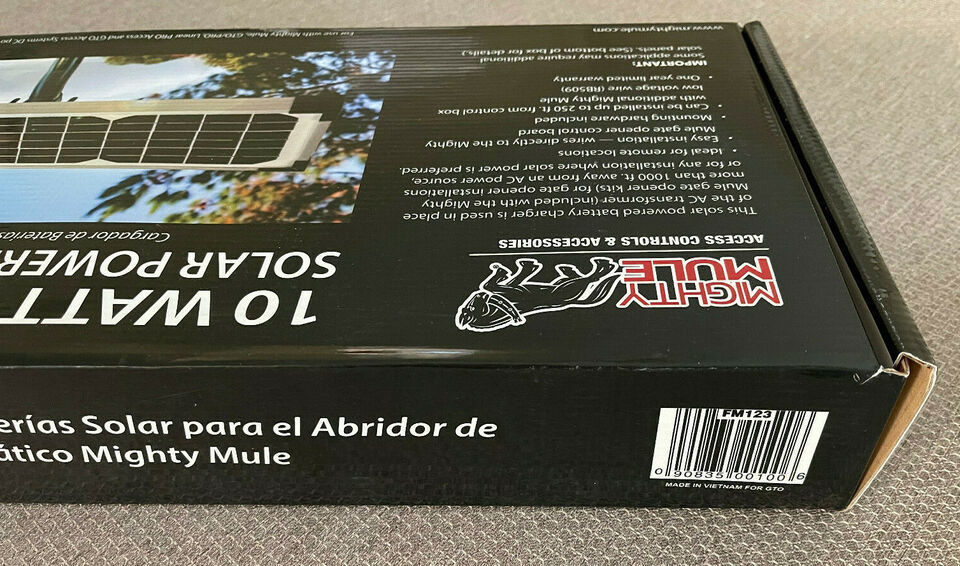 MIGHTY
MULE
ACCESS CONTROLS & ACCESSORIES
This solar powered battery charger is used in place
of the AC transformer (included with the Mighty
Mule gate opener kits) for gate opener installations
more than 1000 ft. away from an AC power source,
or for any installation where solar power is preferred.
• Ideal for remote locations
• Easy installation — wires directly to the Mighty
Mule gate opener control board
• Mounting hardware included
• Can be installed up to 250 ft. from control box
with additional Mighty Mule
low voltage wire (RB509)
• One year limited warranty
IMPORTANT:
Some applications may require additional
solar panels. (See bottom of box for details.)
www.mightymule.com
10 WATT
SOLAR POWER
Cargador de Baterías
For use with Mighty Mule, GTO/PRO, Linear PRO Access and GTO Access Systems DC po
erías Solar para el Abridor de
ático Mighty Mule
FM123
0 90835 00100 6
MADE IN VIETNAM FOR GTO